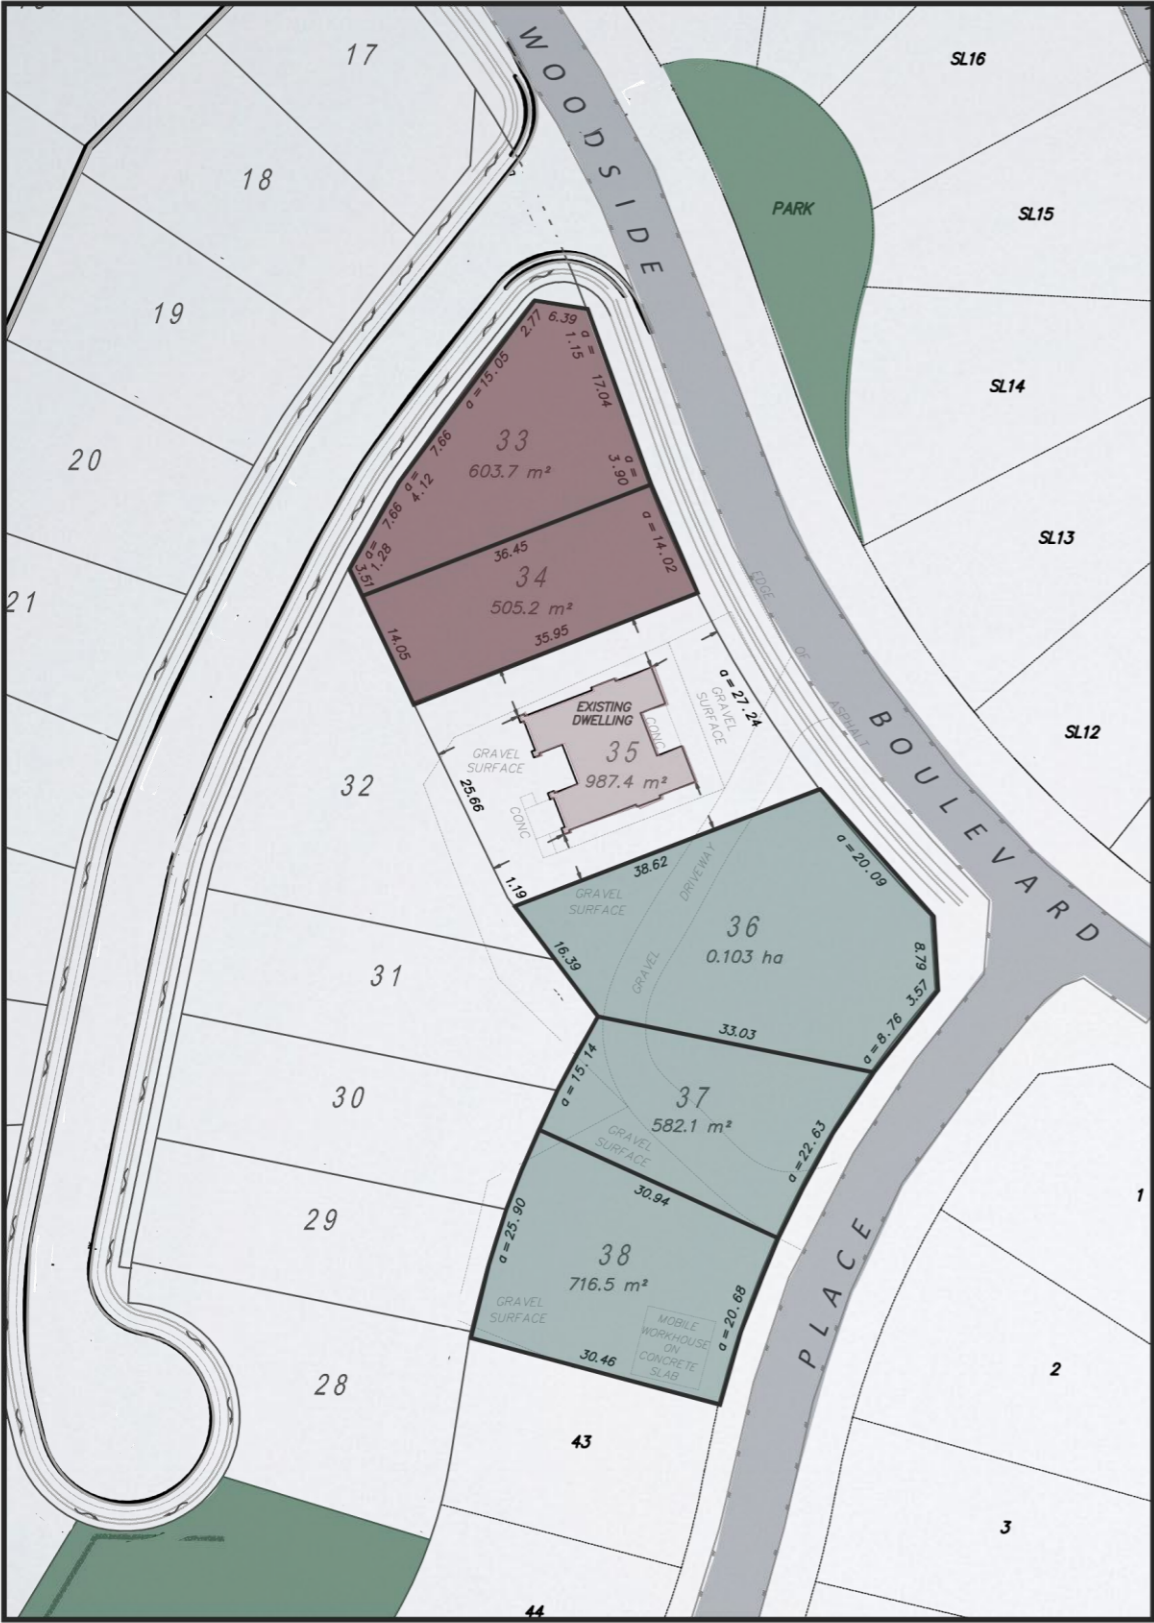 17
WOODSIDE
SL16
18
PARK
SL15
19
SL14
20
2.77
6.39
a =
1.15
a = 15.05
17.04
33
603.7 m²
7.66
a =
4.12
a =
3.90
7.66
a =
1.28
3.51
36.45
a = 14.02
SL13
21
34
505.2 m²
14.05
35.95
EDGE
OF
ASPHALT
a = 27.24
GRAVEL
SURFACE
EXISTING
DWELLING
CONC
35
987.4 m²
GRAVEL
SURFACE
25.66
CONC
BOULEVARD
SL12
32
1.19
38.62
a = 20.09
DRIVEWAY
GRAVEL
SURFACE
36
0.103 ha
GRAVEL
16.39
8.79
3.57
a = 8.76
31
33.03
a = 15.14
37
582.1 m²
30
GRAVEL
SURFACE
a = 22.63
30.94
1
29
a = 25.90
38
716.5 m²
GRAVEL
SURFACE
MOBILE
WORKHOUSE
ON
CONCRETE
SLAB
a = 20.68
PLACE
30.46
28
2
43
3
44